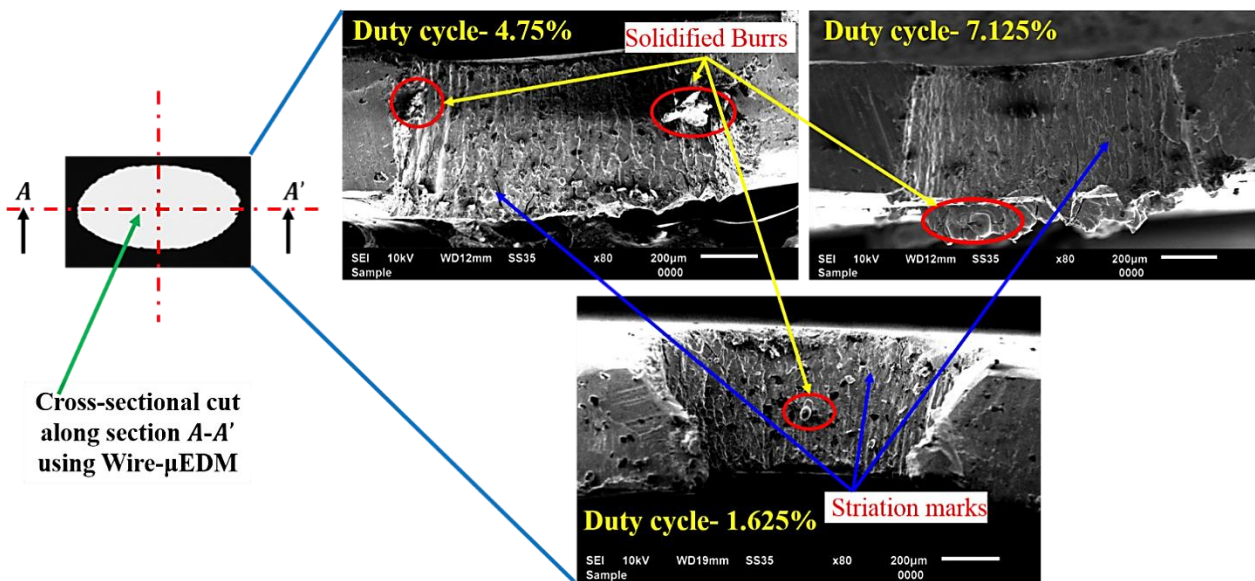 A
A'
Cross-sectional cut
along section A-A'
using Wire-μEDM
Duty cycle- 4.75%
Solidified Burrs
SEI 10kV WD12mm SS35 x80 200μm
Sample 0000
Duty cycle- 7.125%
SEI 10kV WD12mm SS35 x80 200μm
Sample 0000
Striation marks
Duty cycle- 1.625%
SEI 10kV WD19mm SS35 x80 200μm
Sample 0000